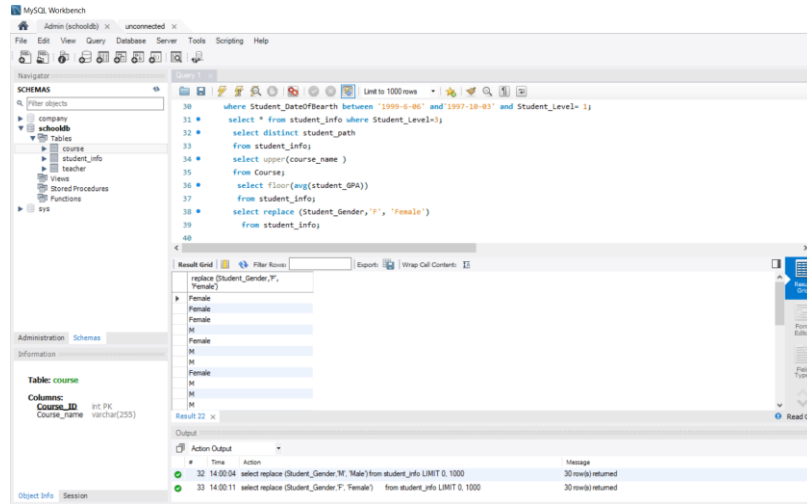 MySQL Workbench
Admin (schooldb) × unconnected ×
File Edit View Query Database Server Tools Scripting Help
Navigator
SCHEMAS
Filter objects
company
schooldb
Tables
course
student_info
teacher
Views
Stored Procedures
Functions
sys
Administration Schemas
Information
Table: course
Columns:
Course_ID int PK
Course_name varchar(255)
Object Info Session
Query 1 ×
Limit to 1000 rows
30 where Student_DateOfBearth between '1999-6-06' and'1997-10-03' and Student_Level= 1;
31 select * from student_info where Student_Level=3;
32 select distinct student_path
33 from student_info;
34 select upper(course_name )
35 from Course;
36 select floor(avg(student_GPA))
37 from student_info;
38 select replace (Student_Gender,'F', 'Female')
39 from student_info;
40
Result Grid Filter Rows: Export: Wrap Cell Content:
replace (Student_Gender,'F',
'Female')
Female
Female
Female
M
Female
M
M
Female
M
M
M
Result Grid
Form Editor
Field Types
Result 22 ×
Read
Output
Action Output
# Time Action Message
32 14:00:04 select replace (Student_Gender,'M', 'Male') from student_info LIMIT 0, 1000 30 row(s) returned
33 14:00:11 select replace (Student_Gender,'F', 'Female') from student_info LIMIT 0, 1000 30 row(s) returned